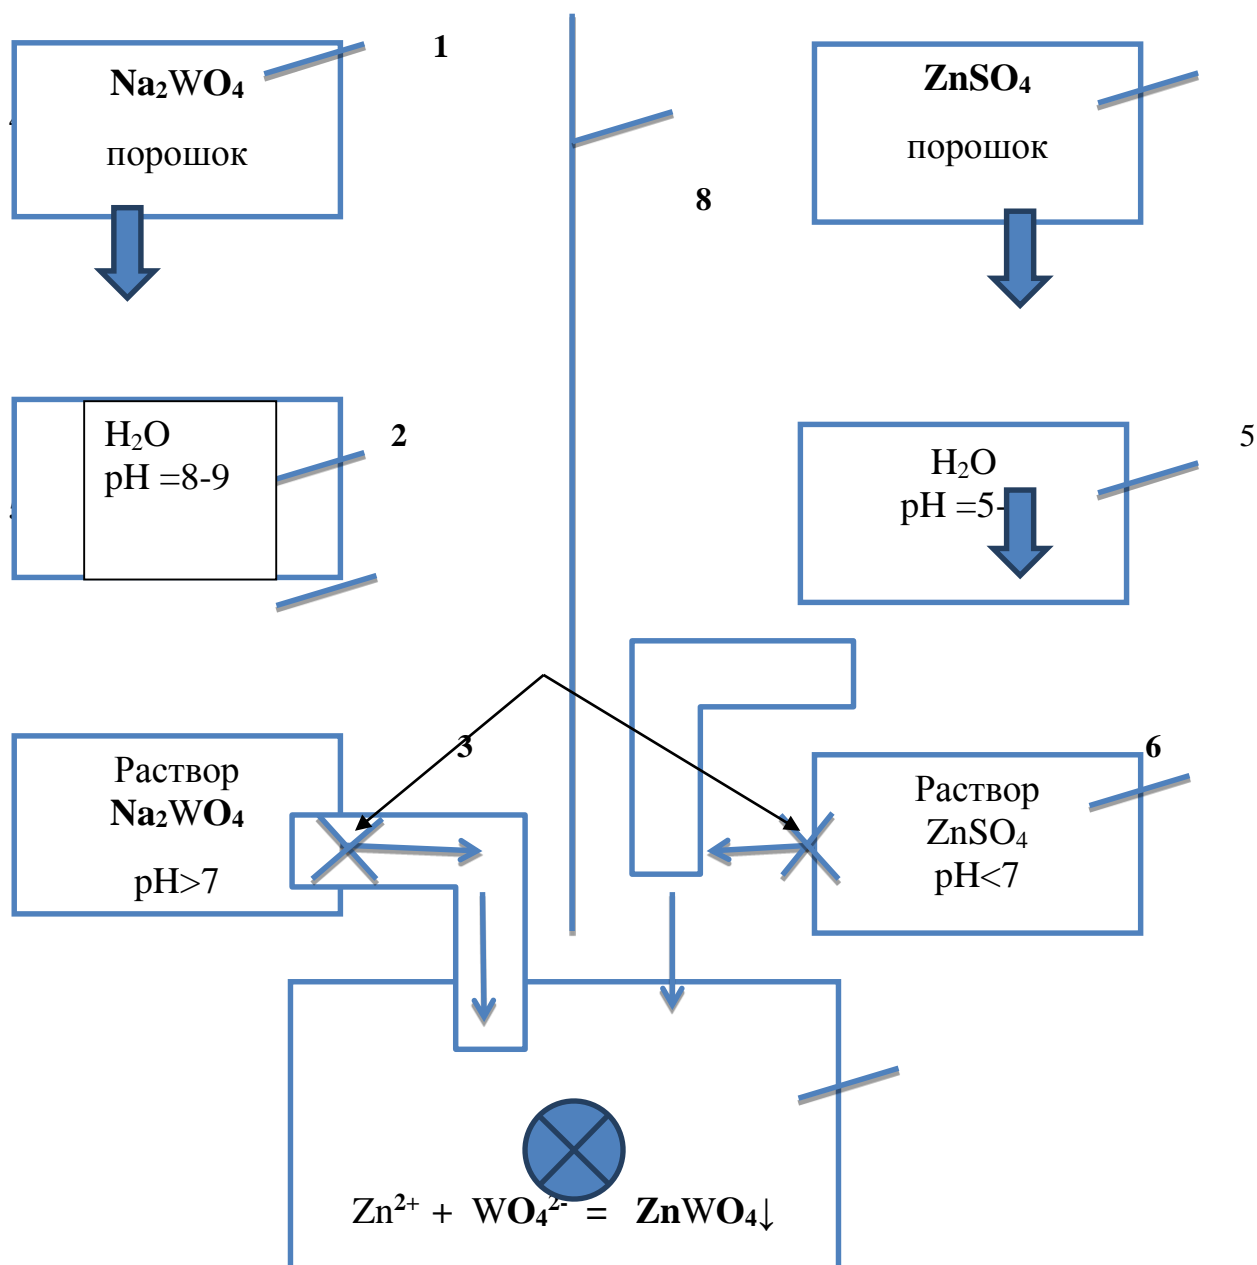 1
Na₂WO₄
порошок
ZnSO₄
порошок
8
H₂O
pH =8-9
2
H₂O
pH =5-
5
3
Раствор
Na₂WO₄
pH>7
6
Раствор
ZnSO₄
pH<7
Zn²⁺ + WO₄²⁻ = ZnWO₄↓